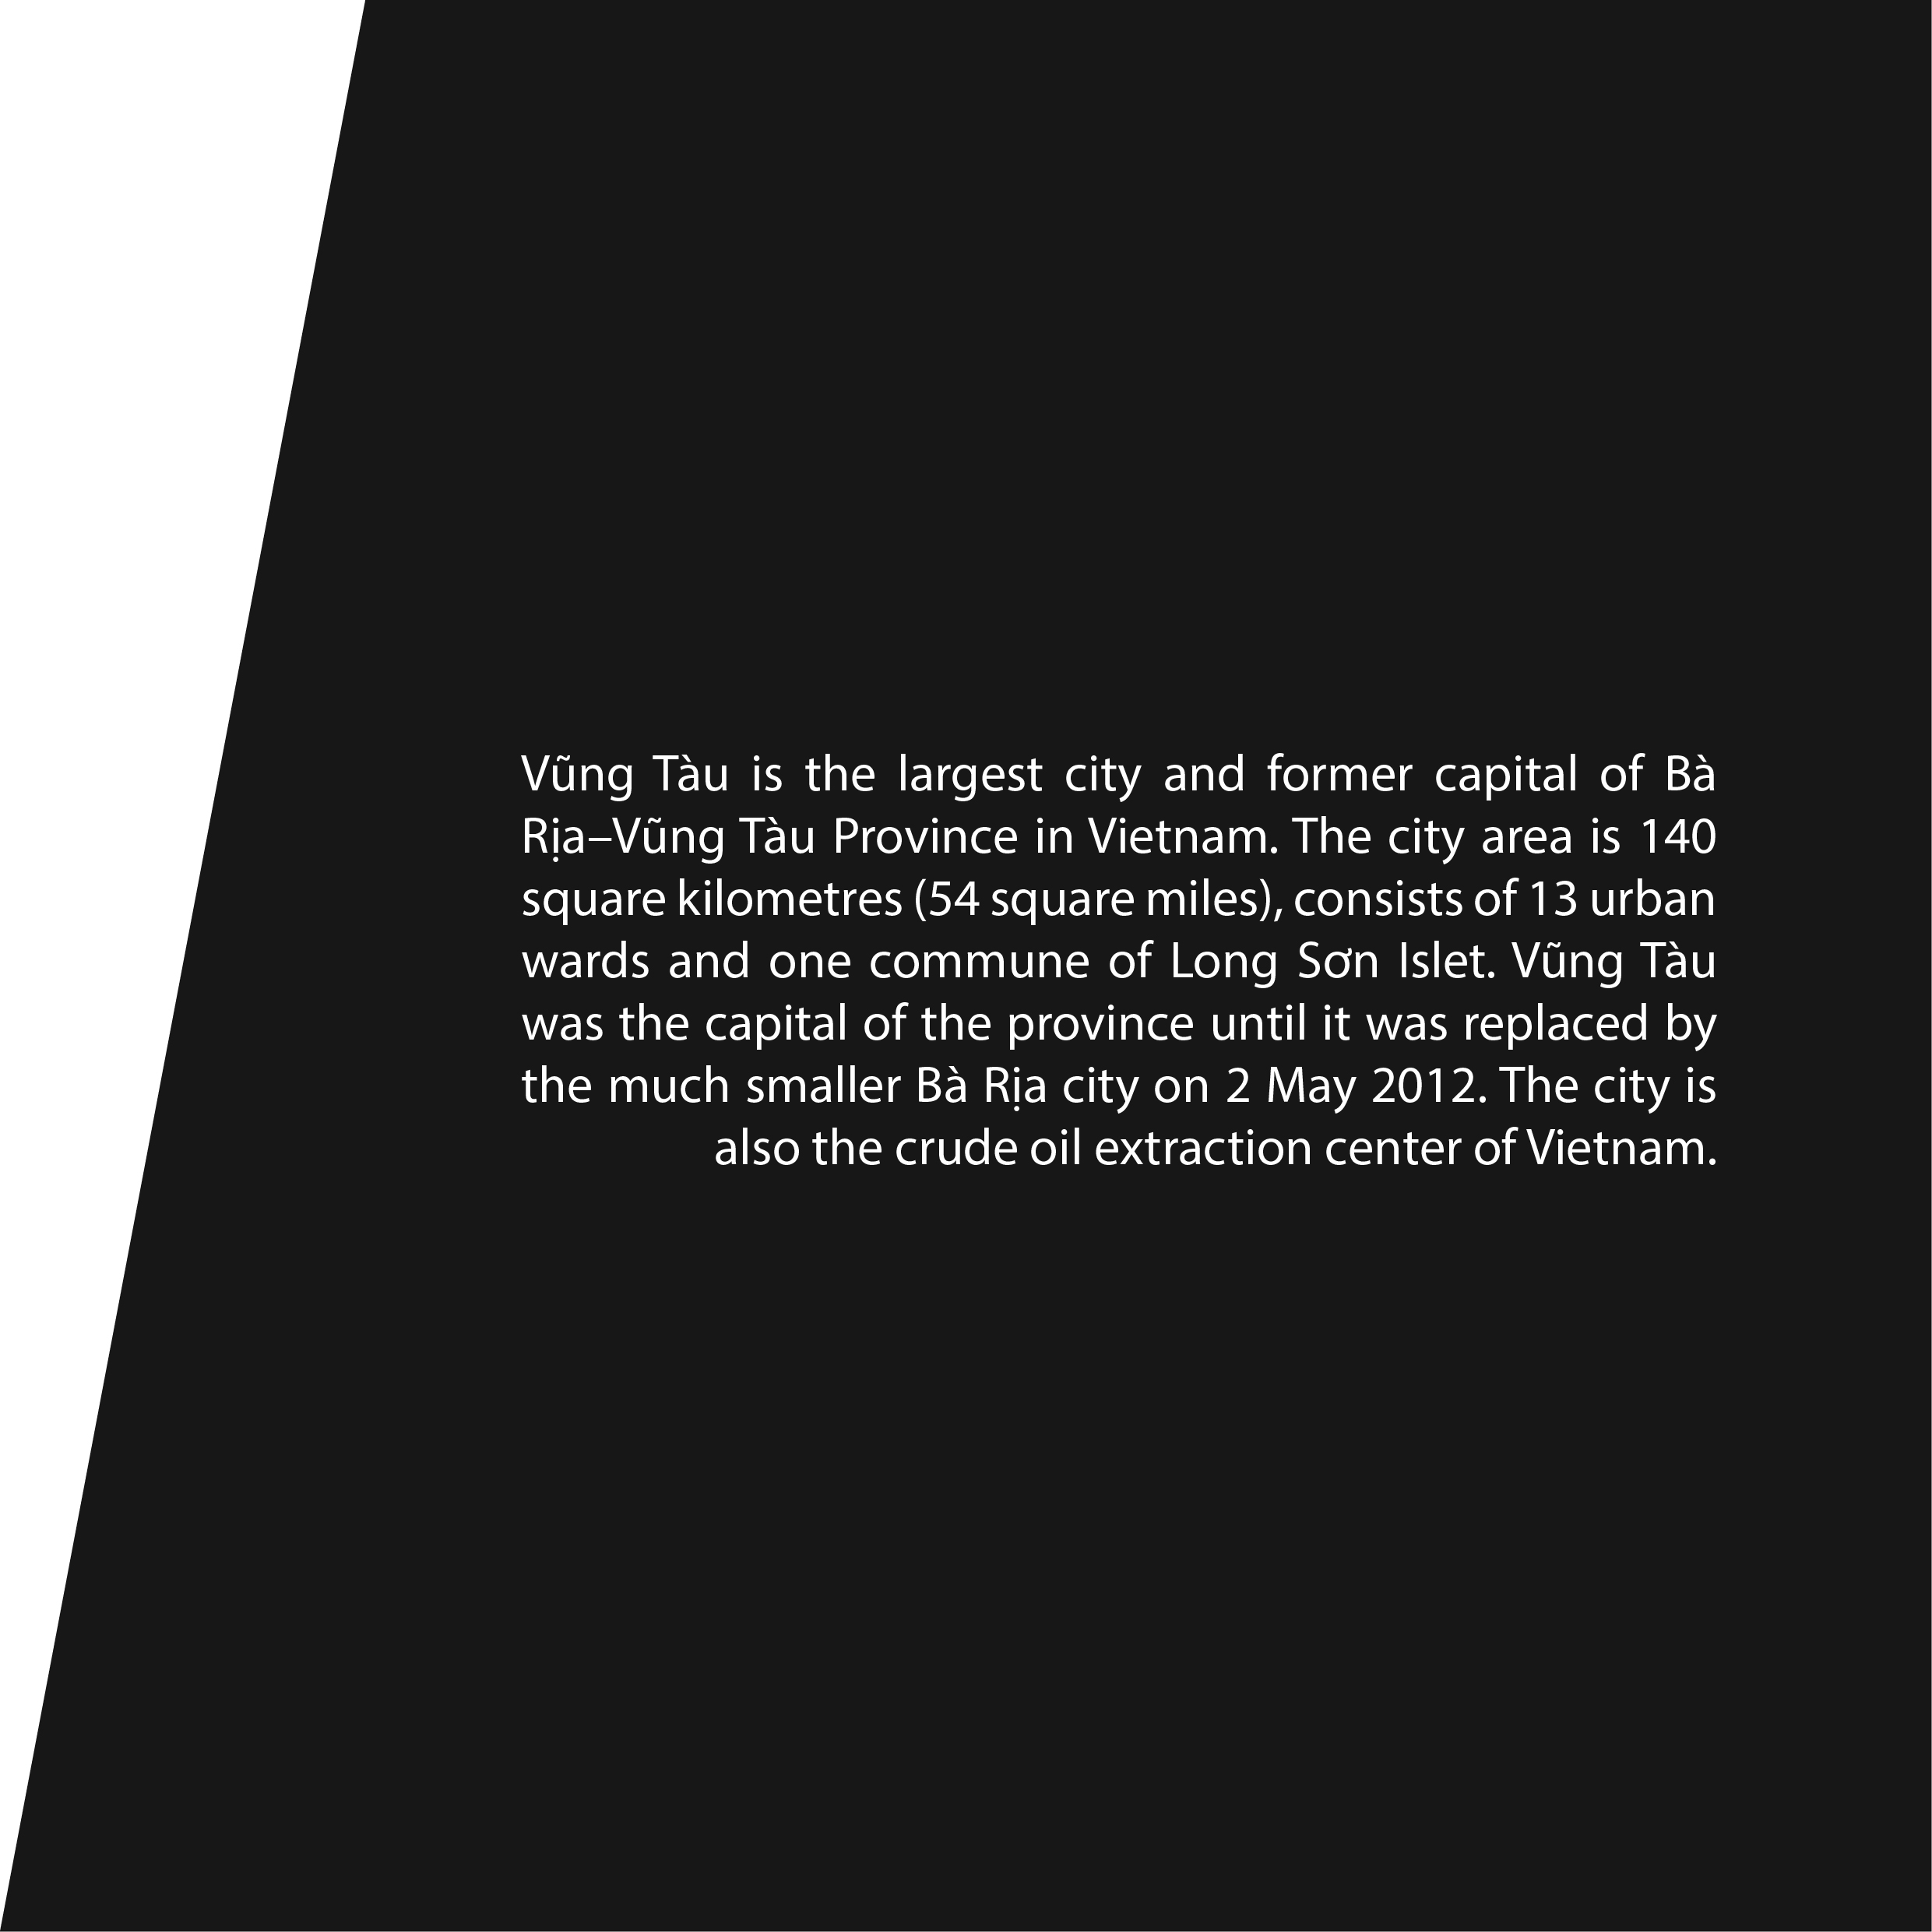 Vũng Tàu is the largest city and former capital of Bà
Rịa–Vũng Tàu Province in Vietnam. The city area is 140
square kilometres (54 square miles), consists of 13 urban
wards and one commune of Long Sơn Islet. Vũng Tàu
was the capital of the province until it was replaced by
the much smaller Bà Rịa city on 2 May 2012. The city is
also the crude oil extraction center of Vietnam.